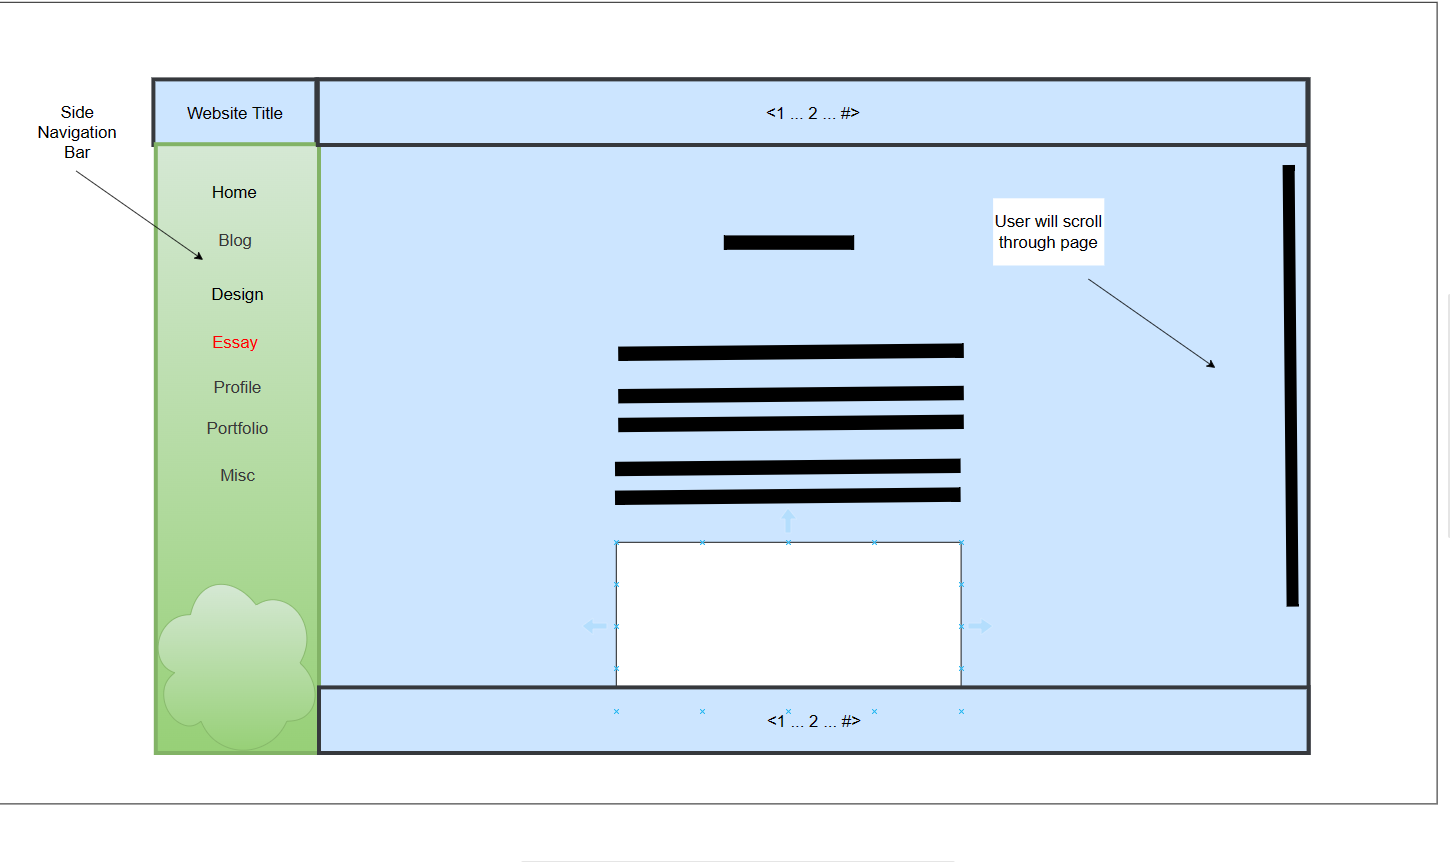 Side
Navigation
Bar
Website Title
<1 ... 2 ... #>
Home
Blog
Design
Essay
Profile
Portfolio
Misc
User will scroll
through page
<1 ... 2 ... #>